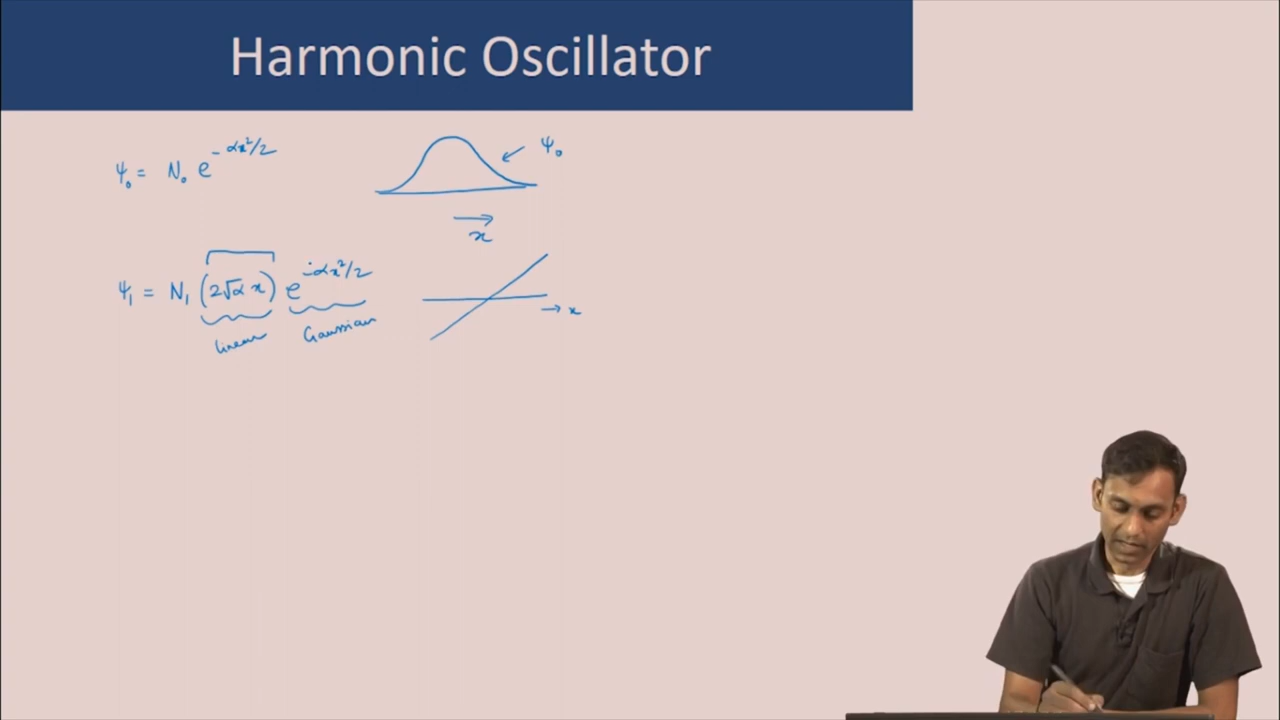 Harmonic Oscillator
ψ₀ = N₀ e^{-αx²/2}
ψ₀
x
ψ₁ = N₁ (2√α x) e^{-αx²/2}
→ x
linear
Gaussian